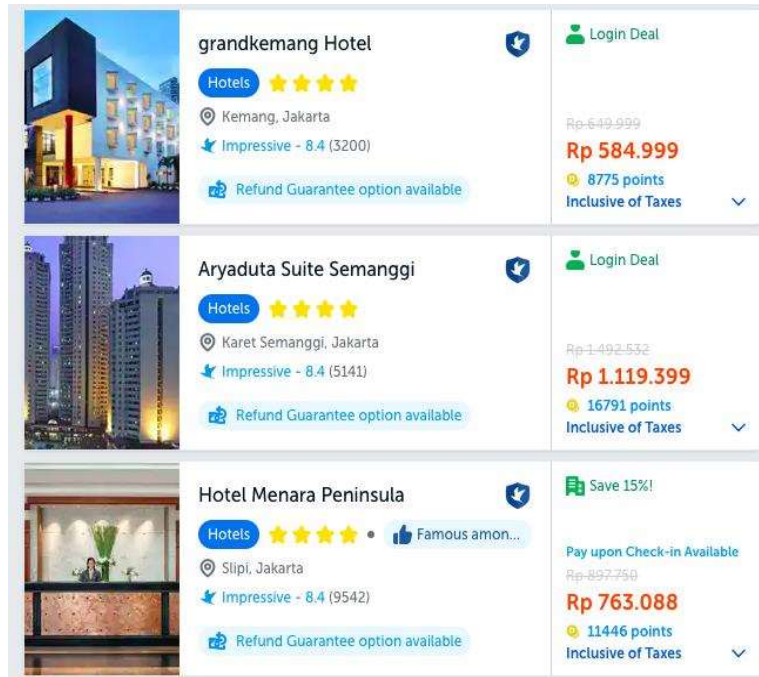 grandkemang Hotel
Hotels
Kemang, Jakarta
Impressive - 8.4 (3200)
Refund Guarantee option available
Login Deal
Rp 649.999
Rp 584.999
8775 points
Inclusive of Taxes
Aryaduta Suite Semanggi
Hotels
Karet Semanggi, Jakarta
Impressive - 8.4 (5141)
Refund Guarantee option available
Login Deal
Rp 1.492.532
Rp 1.119.399
16791 points
Inclusive of Taxes
Hotel Menara Peninsula
Hotels • Famous amon...
Slipi, Jakarta
Impressive - 8.4 (9542)
Refund Guarantee option available
Save 15%!
Pay upon Check-in Available
Rp 897.750
Rp 763.088
11446 points
Inclusive of Taxes